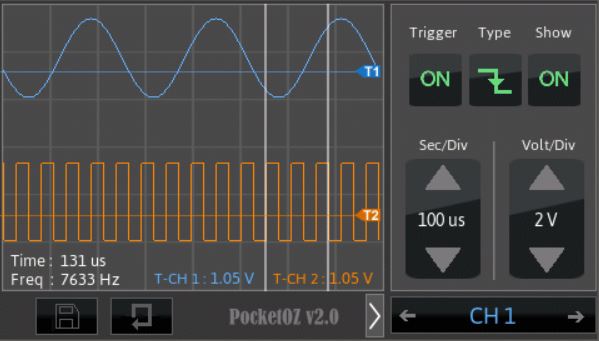 Trigger Type Show
T1
ON ON
Sec/Div Volt/Div
100 us 2 V
T2
Time : 131 us
Freq : 7633 Hz T-CH 1 : 1.05 V T-CH 2 : 1.05 V
PocketOZ v2.0
CH 1